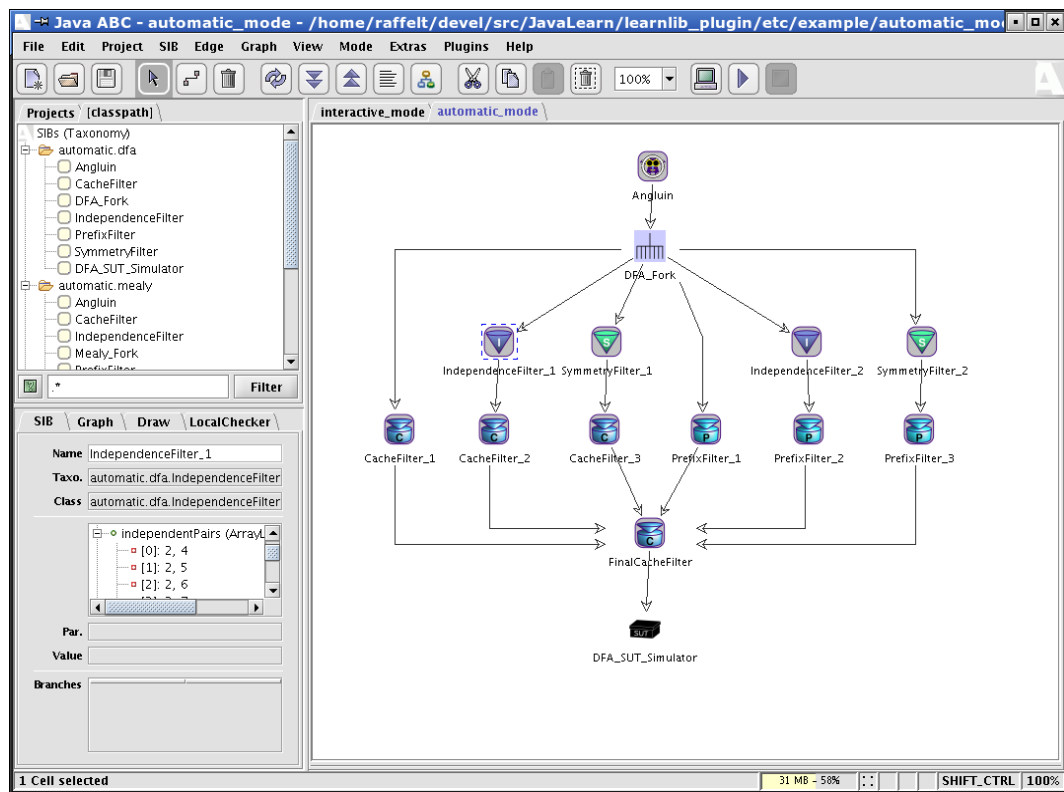 Java ABC - automatic_mode - /home/raffelt/devel/src/JavaLearn/learnlib_plugin/etc/example/automatic_mo
File Edit Project SIB Edge Graph View Mode Extras Plugins Help
100%
Projects [classpath]
SIBs (Taxonomy)
automatic.dfa
Angluin
CacheFilter
DFA_Fork
IndependenceFilter
PrefixFilter
SymmetryFilter
DFA_SUT_Simulator
automatic.mealy
Angluin
CacheFilter
IndependenceFilter
Mealy_Fork
PrefixFilter
.* Filter
SIB Graph Draw LocalChecker
Name IndependenceFilter_1
Taxo. automatic.dfa.IndependenceFilter
Class automatic.dfa.IndependenceFilter
independentPairs (ArrayL
[0]: 2, 4
[1]: 2, 5
[2]: 2, 6
Par.
Value
Branches
interactive_mode automatic_mode
Angluin
DFA_Fork
I S I S
IndependenceFilter_1 SymmetryFilter_1 IndependenceFilter_2 SymmetryFilter_2
C C C P P P
CacheFilter_1 CacheFilter_2 CacheFilter_3 PrefixFilter_1 PrefixFilter_2 PrefixFilter_3
C
FinalCacheFilter
SUT
DFA_SUT_Simulator
1 Cell selected
31 MB - 58% SHIFT_CTRL 100%